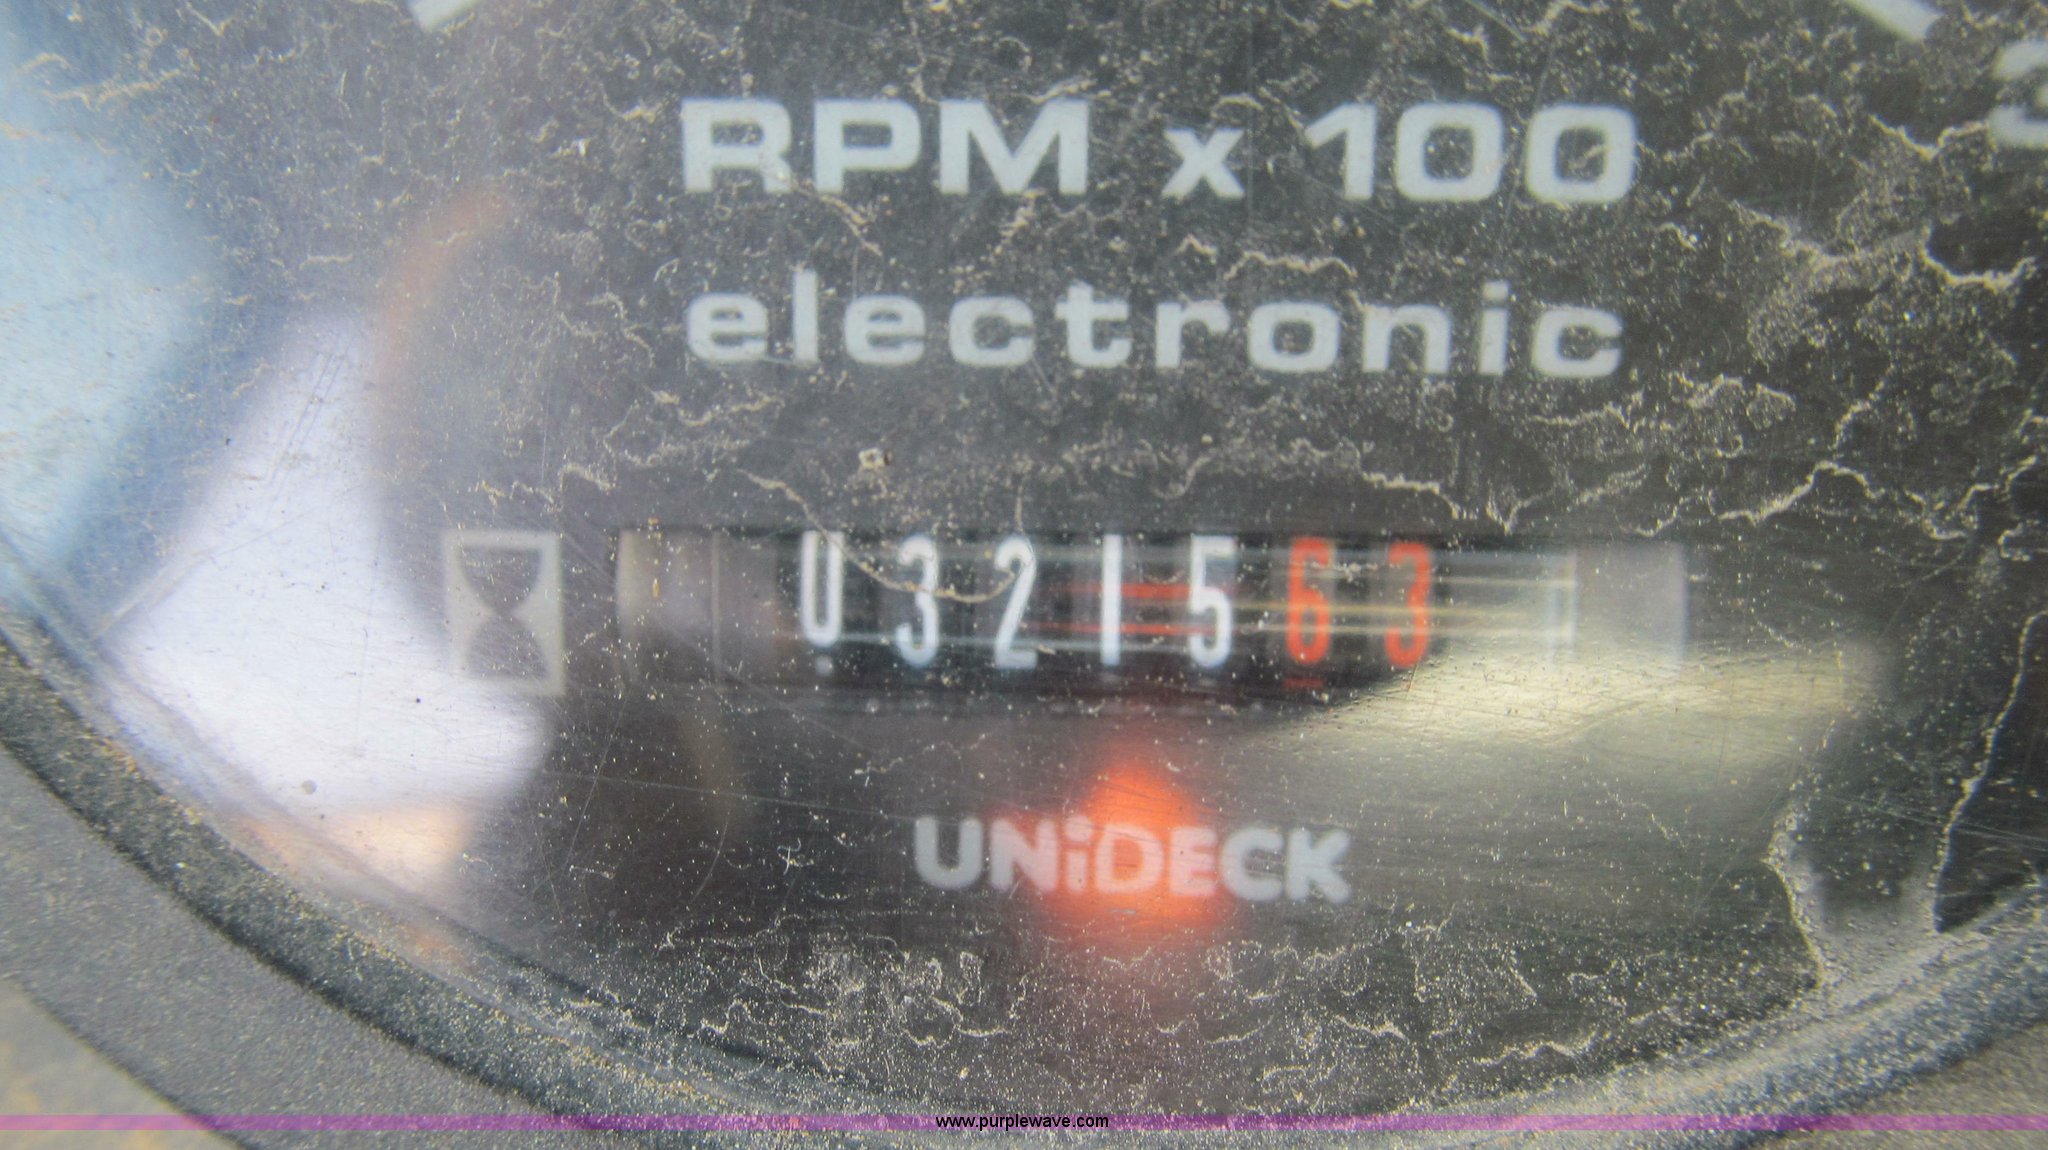 RPM x 100
electronic
0321563
UNiDECK
www.purplewave.com